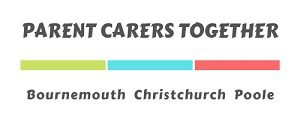 PARENT CARERS TOGETHER
Bournemouth Christchurch Poole